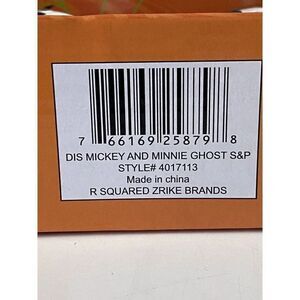 7 66169 25879 8
DIS MICKEY AND MINNIE GHOST S&P
STYLE# 4017113
Made in china
R SQUARED ZRIKE BRANDS